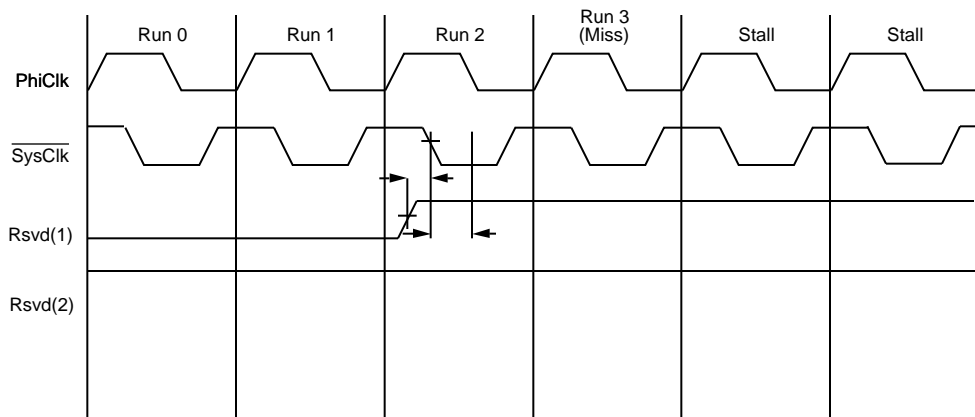 Run 0
Run 1
Run 2
Run 3
(Miss)
Stall
Stall
PhiClk
SysClk
Rsvd(1)
Rsvd(2)